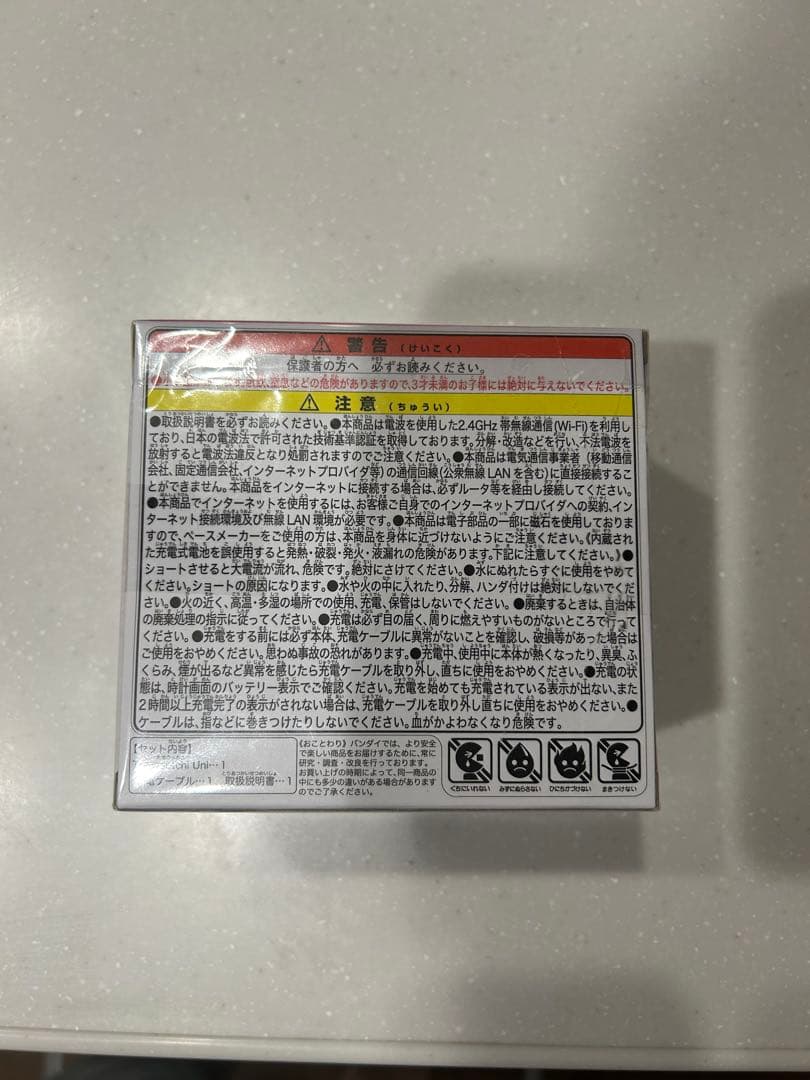 警告(けいこく)
保護者の方へ 必ずお読みください。
窒息などの危険がありますので、3才未満のお子様には絶対に与えないでください。
注意(ちゅうい)
●取扱説明書を必ずお読みください。●本商品は電波を使用した2.4GHz 帯無線通信(Wi-Fi)を利用し
ており、日本の電波法で許可された技術基準認証を取得しております。分解・改造などを行い、不法電波を
放射すると電波法違反となり処罰されますのでご注意ください。●本商品は電気通信事業者(移動通信
会社、固定通信会社、インターネットプロバイダ等)の通信回線(公衆無線LANを含む)に直接接続するこ
とができません。本商品をインターネットに接続する場合は、必ずルータ等を経由し接続してください。
●本商品でインターネットを使用するには、お客様ご自身でのインターネットプロバイダへの契約、イン
ターネット接続環境及び無線LAN環境が必要です。●本商品は電子部品の一部に磁石を使用しておりま
すので、ペースメーカーをご使用の方は、本商品を身体に近づけないようにご注意ください。《内蔵され
た充電式電池を誤使用すると発熱・破裂・発火・液漏れの危険があります。下記に注意してください。》●
ショートさせると大電流が流れ、危険です。絶対にさけてください。●水にぬれたらすぐに使用をやめて
ください。ショートの原因になります。●水や火の中に入れたり、分解、ハンダ付けは絶対にしないでくだ
さい。●火の近く、高温・多湿の場所での使用、充電、保管はしないでください。●廃棄するときは、自治体
の廃棄処理の指示に従ってください。●充電は必ず目の届く、周りに燃えやすいものがないところで行って
ください。●充電をする前には必ず本体、充電ケーブルに異常がないことを確認し、破損等があった場合は
ご使用をおやめください。思わぬ事故の恐れがあります。●充電中、使用中に本体が熱くなったり、異臭、ふ
くらみ、煙が出るなど異常を感じたら充電ケーブルを取り外し、直ちに使用をおやめください。●充電の状
態は、時計画面のバッテリー表示でご確認ください。充電を始めても充電されている表示が出ない、また
2時間以上充電完了の表示がされない場合は、充電ケーブルを取り外し直ちに使用をおやめください。●
ケーブルは、指などに巻きつけたりしないでください。血がかよわなくなり危険です。
【セット内容】
chi Uni…1
電ケーブル…1 取扱説明書…1
《おことわり》バンダイでは、より安全
で楽しい商品をお届けするために、常に
研究・調査・改良を行っております。
お買い上げの時期によって、同一商品の
中にも多少の違いがある場合があります
のでご了承ください。
くちにいれない みずにぬらさない ひにちかづけない まきつけない